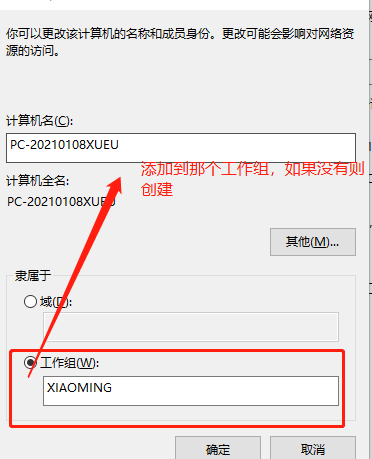 你可以更改该计算机的名称和成员身份。更改可能会影响对网络资
源的访问。
计算机名(C):
PC-20210108XUEU
添加到那个工作组，如果没有则
创建
计算机全名:
PC-20210108XUEU
其他(M)...
隶属于
域(D):
工作组(W):
XIAOMING
确定
取消